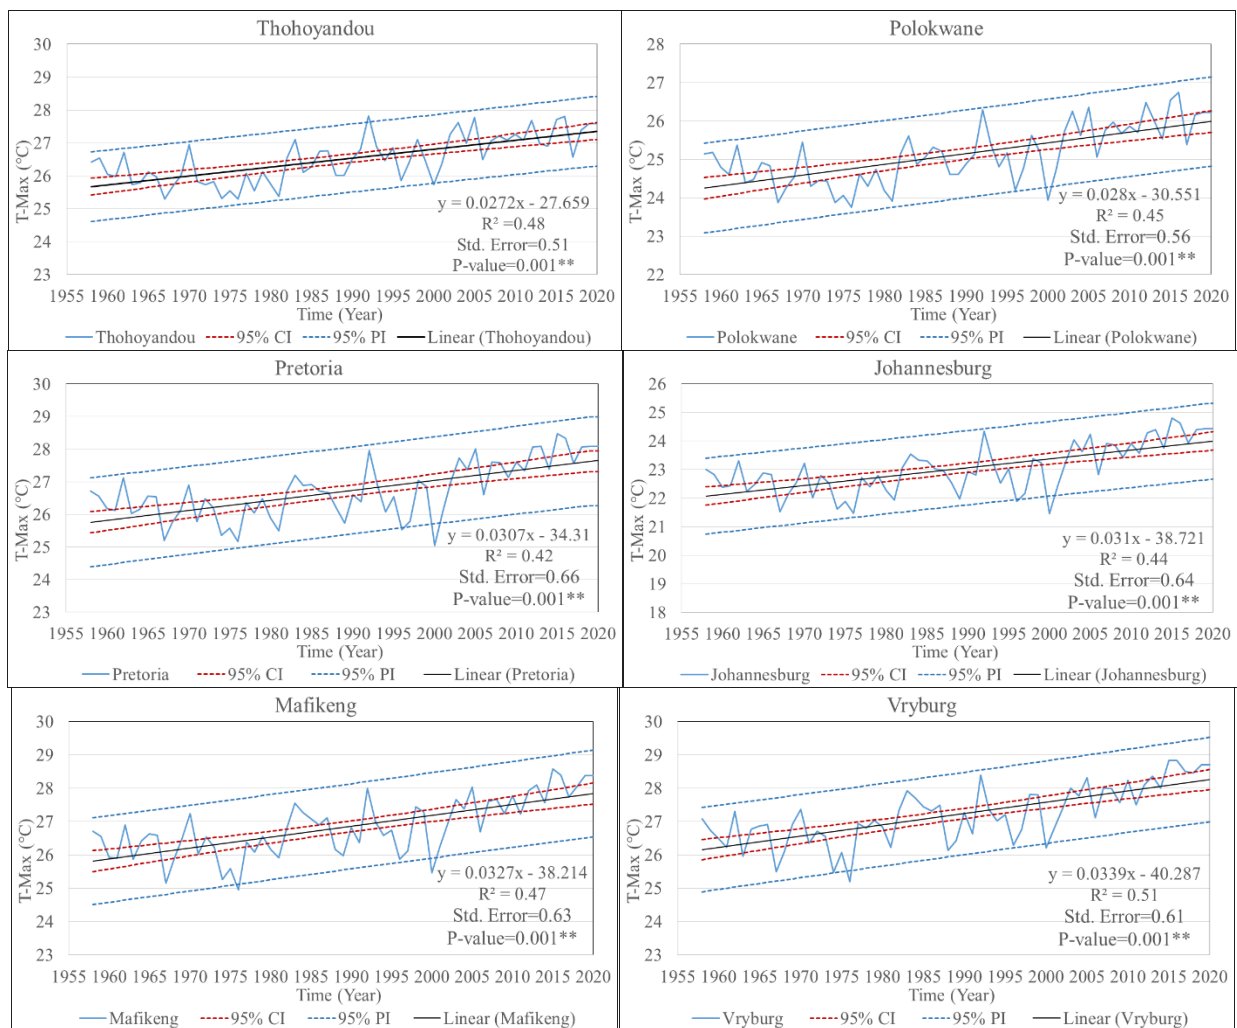 Thohoyandou
T-Max (°C)
30
29
28
27
26
25
24
23
y = 0.0272x - 27.659
R² =0.48
Std. Error=0.51
P-value=0.001**
1955 1960 1965 1970 1975 1980 1985 1990 1995 2000 2005 2010 2015 2020
Time (Year)
Thohoyandou 95% CI 95% PI Linear (Thohoyandou)
Polokwane
T-Max (°C)
28
27
26
25
24
23
22
y = 0.028x - 30.551
R² = 0.45
Std. Error=0.56
P-value=0.001**
1955 1960 1965 1970 1975 1980 1985 1990 1995 2000 2005 2010 2015 2020
Time (Year)
Polokwane 95% CI 95% PI Linear (Polokwane)
Pretoria
T-Max (°C)
30
29
28
27
26
25
24
23
y = 0.0307x - 34.31
R² = 0.42
Std. Error=0.66
P-value=0.001**
1955 1960 1965 1970 1975 1980 1985 1990 1995 2000 2005 2010 2015 2020
Time (Year)
Pretoria 95% CI 95% PI Linear (Pretoria)
Johannesburg
T-Max (°C)
26
25
24
23
22
21
20
19
18
y = 0.031x - 38.721
R² = 0.44
Std. Error=0.64
P-value=0.001**
1955 1960 1965 1970 1975 1980 1985 1990 1995 2000 2005 2010 2015 2020
Time (Year)
Johannesburg 95% CI 95% PI Linear (Johannesburg)
Mafikeng
T-Max (°C)
30
29
28
27
26
25
24
23
y = 0.0327x - 38.214
R² = 0.47
Std. Error=0.63
P-value=0.001**
1955 1960 1965 1970 1975 1980 1985 1990 1995 2000 2005 2010 2015 2020
Time (Year)
Mafikeng 95% CI 95% PI Linear (Mafikeng)
Vryburg
T-Max (°C)
30
29
28
27
26
25
24
23
y = 0.0339x - 40.287
R² = 0.51
Std. Error=0.61
P-value=0.001**
1955 1960 1965 1970 1975 1980 1985 1990 1995 2000 2005 2010 2015 2020
Time (Year)
Vryburg 95% CI 95% PI Linear (Vryburg)